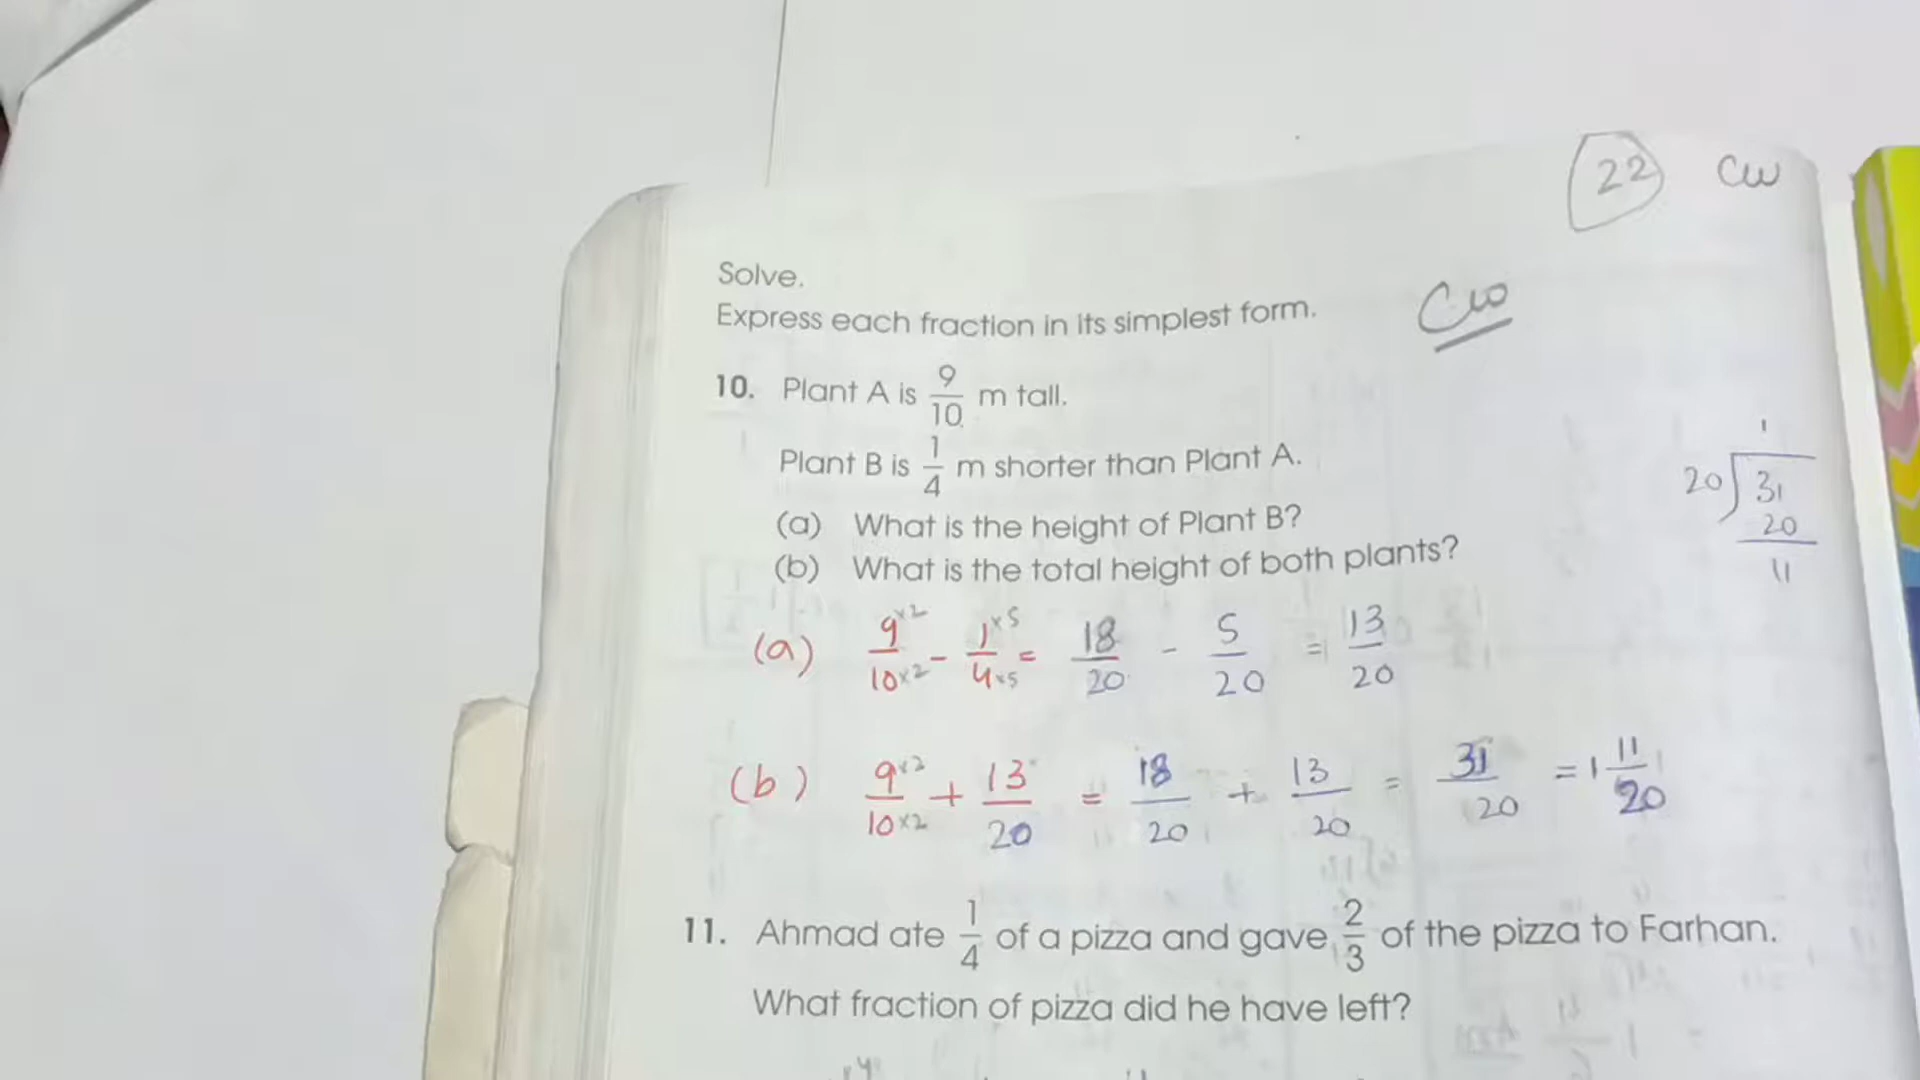 22 CW
Solve.
Express each fraction in its simplest form.
CW
10. Plant A is 9/10 m tall.
Plant B is 1/4 m shorter than Plant A.
(a) What is the height of Plant B?
(b) What is the total height of both plants?
1
20 31
20
11
(a) 9×2/10×2 - 1×5/4×5 = 18/20 - 5/20 = 13/20
(b) 9×2/10×2 + 13/20 = 18/20 + 13/20 = 31/20 = 1 11/20
11. Ahmad ate 1/4 of a pizza and gave 2/3 of the pizza to Farhan.
What fraction of pizza did he have left?